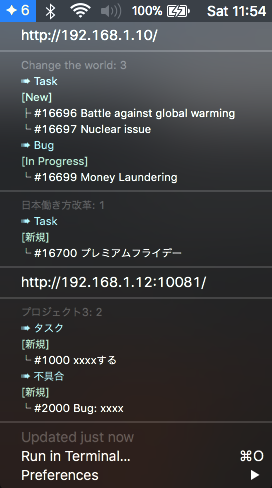 6 100% Sat 11:54
http://192.168.1.10/
Change the world: 3
➠ Task
[New]
├ #16696 Battle against global warming
└ #16697 Nuclear issue
➠ Bug
[In Progress]
└ #16699 Money Laundering
日本働き方改革: 1
➠ Task
[新規]
└ #16700 プレミアムフライデー
http://192.168.1.12:10081/
プロジェクト3: 2
➠ タスク
[新規]
└ #1000 xxxxする
➠ 不具合
[新規]
└ #2000 Bug: xxxx
Updated just now
Run in Terminal... ⌘O
Preferences ▶